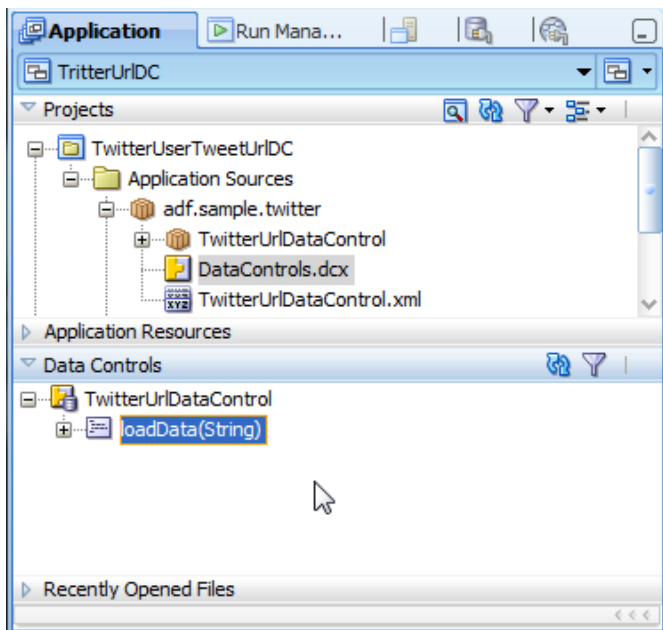 Application Run Mana...
TritterUrlDC
Projects
TwitterUserTweetUrlDC
Application Sources
adf.sample.twitter
TwitterUrlDataControl
DataControls.dcx
TwitterUrlDataControl.xml
Application Resources
Data Controls
TwitterUrlDataControl
loadData(String)
Recently Opened Files